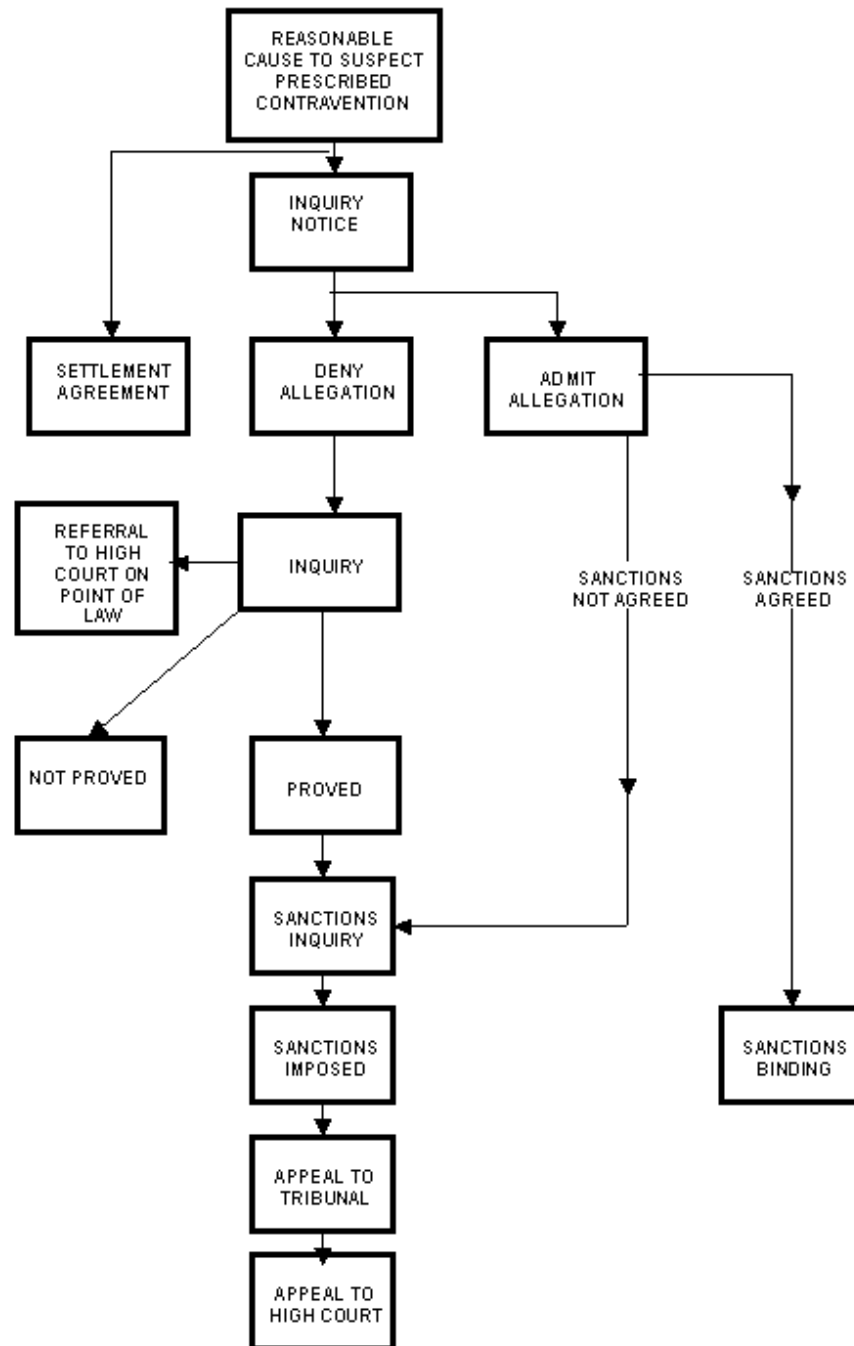 REASONABLE
CAUSE TO SUSPECT
PRESCRIBED
CONTRAVENTION
INQUIRY
NOTICE
SETTLEMENT
AGREEMENT
DENY
ALLEGATION
ADMIT
ALLEGATION
REFERRAL
TO HIGH
COURT ON
POINT OF
LAW
INQUIRY
SANCTIONS
NOT AGREED
SANCTIONS
AGREED
NOT PROVED
PROVED
SANCTIONS
INQUIRY
SANCTIONS
IMPOSED
SANCTIONS
BINDING
APPEAL TO
TRIBUNAL
APPEAL TO
HIGH COURT